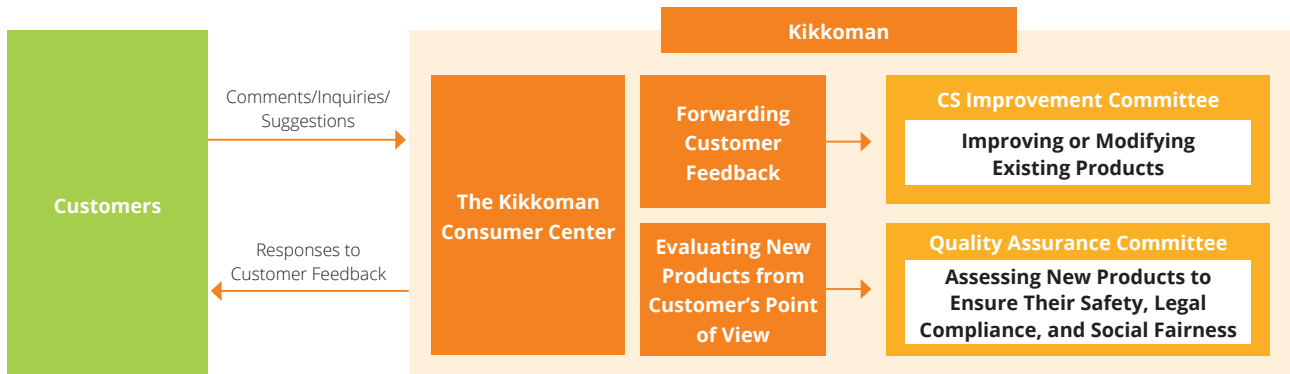 Kikkoman
Customers
Comments/Inquiries/
Suggestions
Responses to
Customer Feedback
The Kikkoman
Consumer Center
Forwarding
Customer
Feedback
CS Improvement Committee
Improving or Modifying
Existing Products
Evaluating New
Products from
Customer’s Point
of View
Quality Assurance Committee
Assessing New Products to
Ensure Their Safety, Legal
Compliance, and Social Fairness